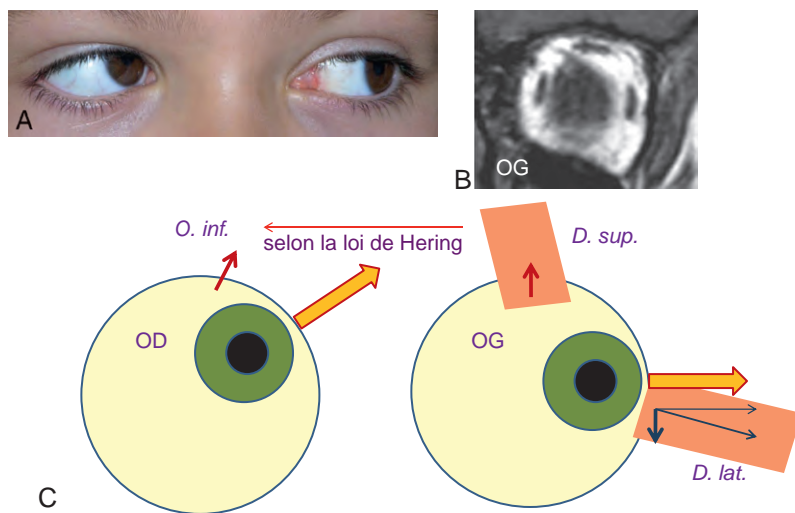 A
OG
B
O. inf.
selon la loi de Hering
D. sup.
OD
OG
D. lat.
C